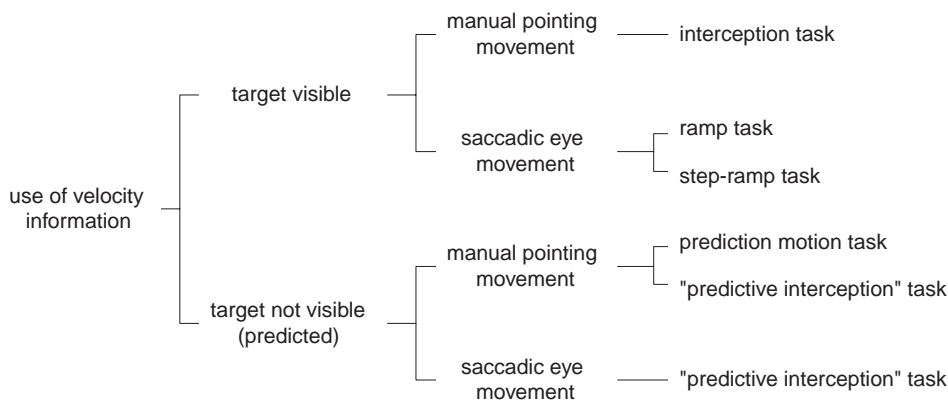 manual pointing
movement
interception task
target visible
saccadic eye
movement
ramp task
step-ramp task
use of velocity
information
manual pointing
movement
prediction motion task
"predictive interception" task
target not visible
(predicted)
saccadic eye
movement
"predictive interception" task